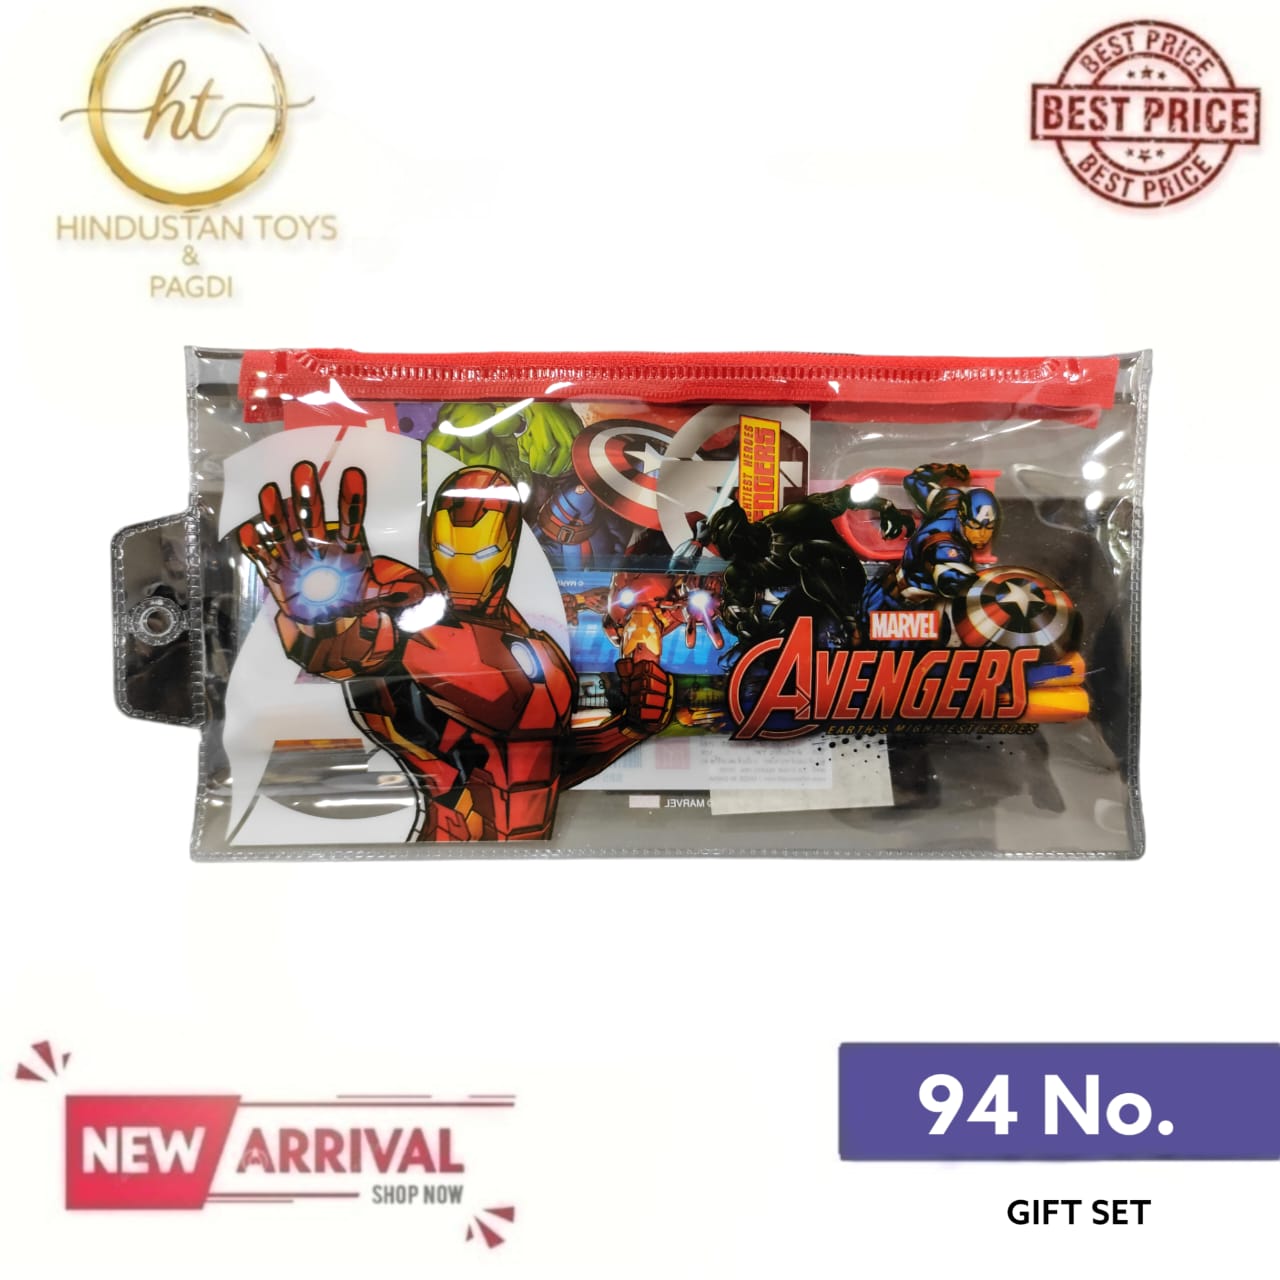 ht
HINDUSTAN TOYS
&
PAGDI
BEST PRICE
BEST PRICE
BEST PRICE
MARVEL
AVENGERS
EARTH'S MIGHTIEST HEROES
© MARVEL
NEW ARRIVAL
SHOP NOW
94 No.
GIFT SET